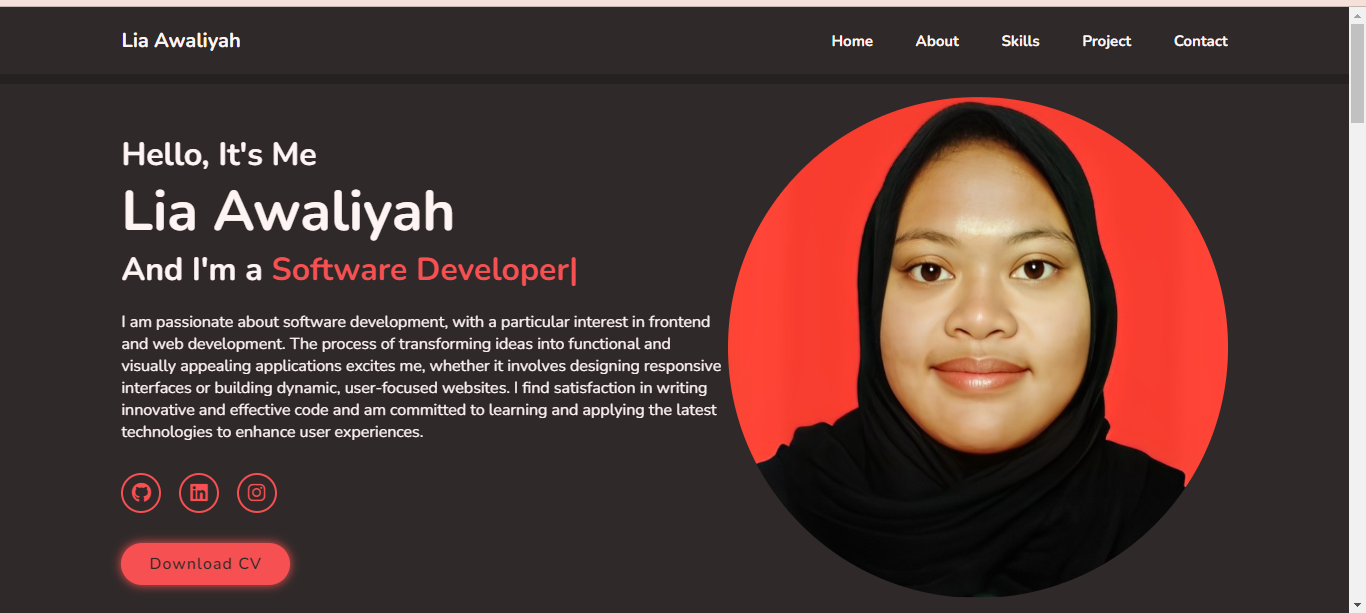 Lia Awaliyah
Home About Skills Project Contact
Hello, It's Me
Lia Awaliyah
And I'm a Software Developer|
I am passionate about software development, with a particular interest in frontend
and web development. The process of transforming ideas into functional and
visually appealing applications excites me, whether it involves designing responsive
interfaces or building dynamic, user-focused websites. I find satisfaction in writing
innovative and effective code and am committed to learning and applying the latest
technologies to enhance user experiences.
Download CV